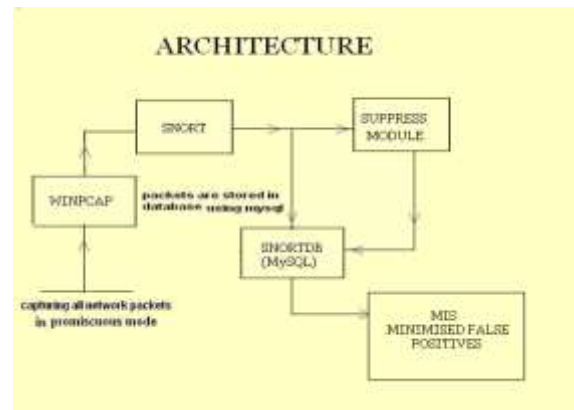 ARCHITECTURE
SNORT
SUPPRESS
MODULE
WINPCAP
packets are stored in
database using mysql
SNORTDB
(MySQL)
capturing all network packets
in promiscuous mode
MIS
MINIMISED FALSE
POSITIVES